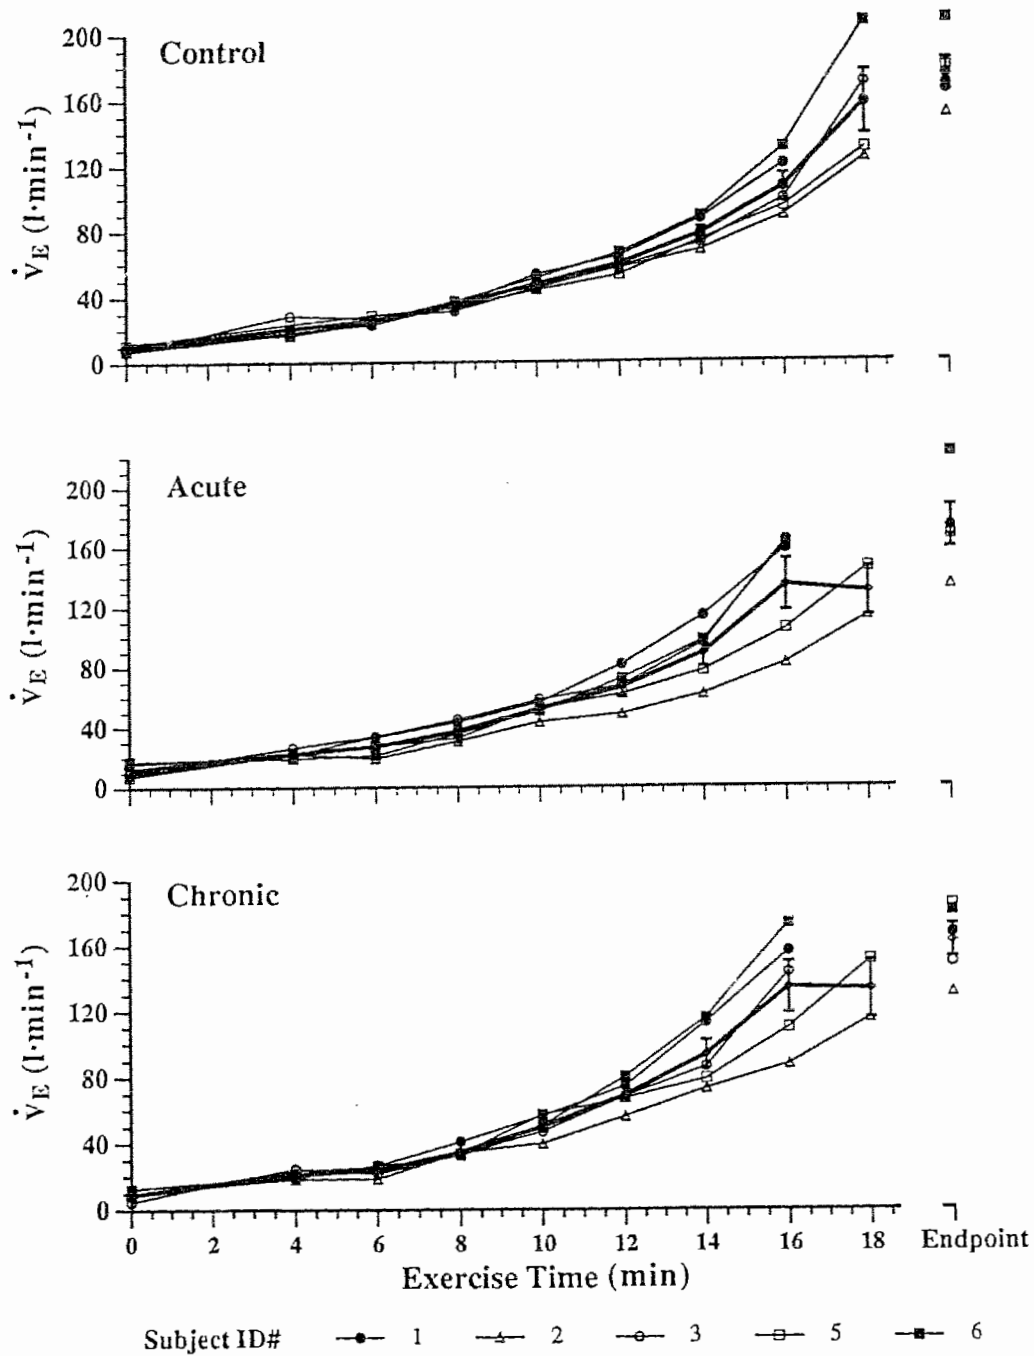 Control
200
160
120
80
40
0
V̇E (l·min-1)
Acute
200
160
120
80
40
0
V̇E (l·min-1)
Chronic
200
160
120
80
40
0
V̇E (l·min-1)
0 2 4 6 8 10 12 14 16 18 Endpoint
Exercise Time (min)
Subject ID# 1 2 3 5 6